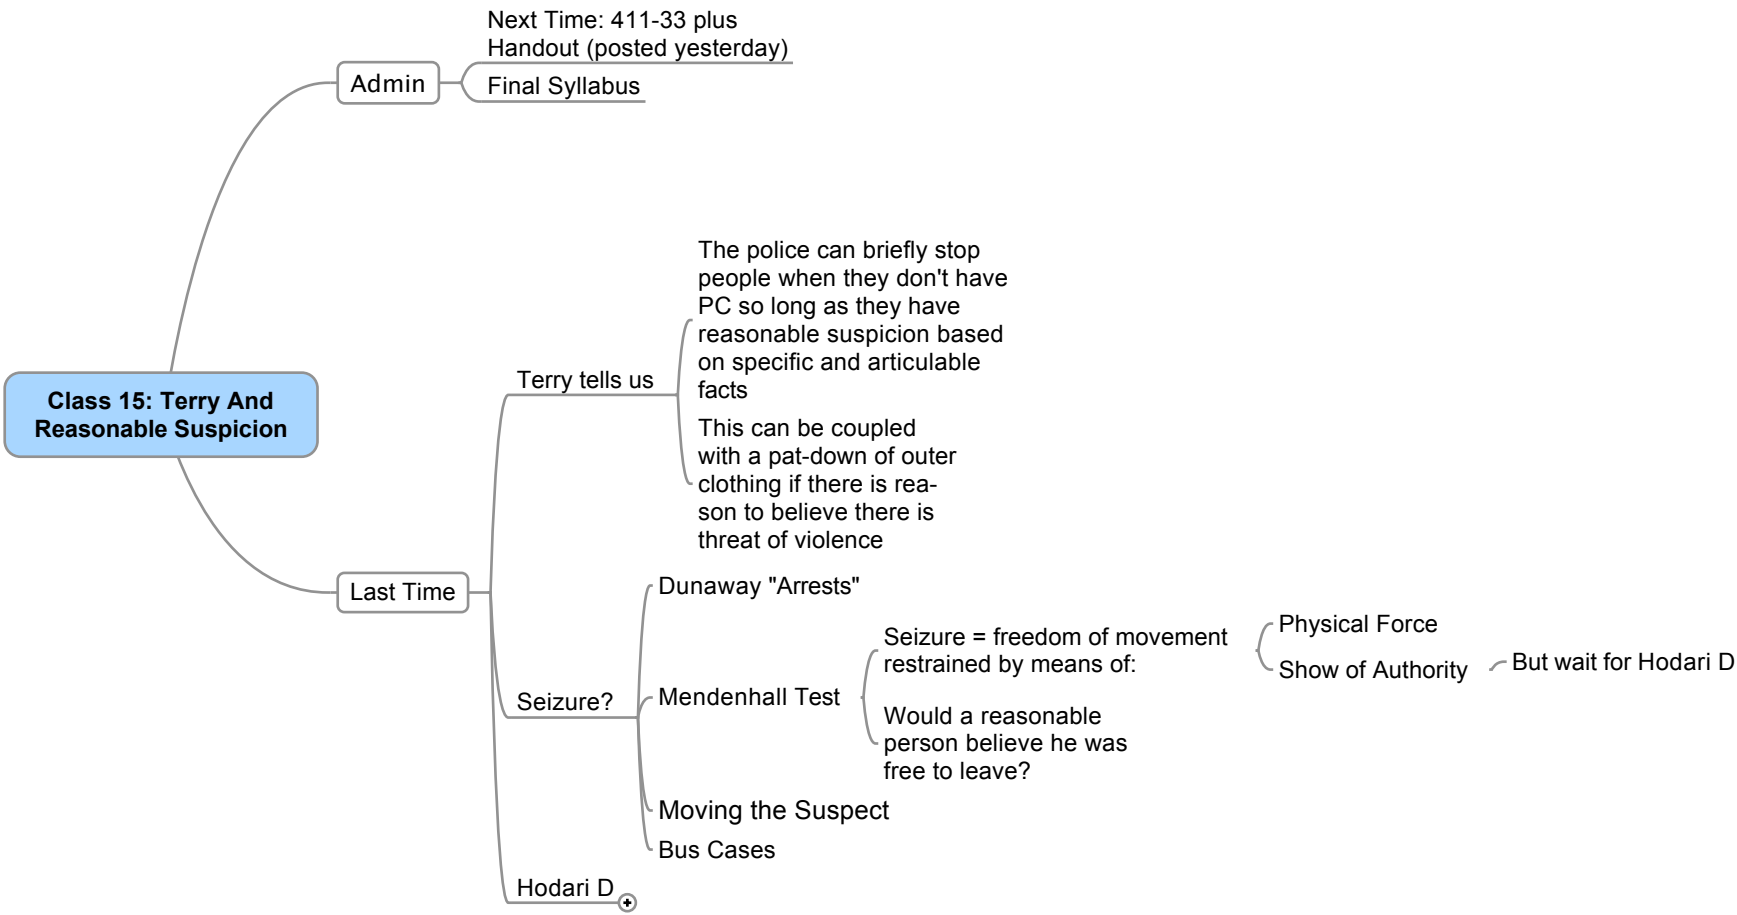 Next Time: 411-33 plus
Handout (posted yesterday)
Admin
Final Syllabus
Class 15: Terry And
Reasonable Suspicion
Last Time
Terry tells us
The police can briefly stop
people when they don't have
PC so long as they have
reasonable suspicion based
on specific and articulable
facts
This can be coupled
with a pat-down of outer
clothing if there is rea-
son to believe there is
threat of violence
Seizure?
Dunaway "Arrests"
Mendenhall Test
Seizure = freedom of movement
restrained by means of:
Physical Force
Show of Authority
But wait for Hodari D
Would a reasonable
person believe he was
free to leave?
Moving the Suspect
Bus Cases
Hodari D